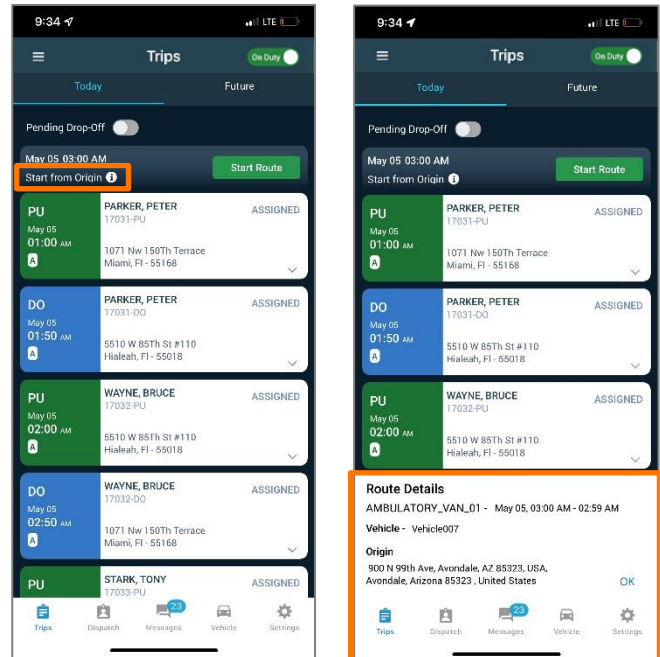 9:34
LTE
Trips
On Duty
Today
Future
Pending Drop-Off
May 05 03:00 AM
Start from Origin
Start Route
PU
May 05
01:00 AM
A
PARKER, PETER
17031-PU
ASSIGNED
1071 Nw 150Th Terrace
Miami, Fl - 55168
DO
May 05
01:50 AM
A
PARKER, PETER
17031-DO
ASSIGNED
5510 W 85Th St #110
Hialeah, Fl - 55018
PU
May 05
02:00 AM
A
WAYNE, BRUCE
17032-PU
ASSIGNED
5510 W 85Th St #110
Hialeah, Fl - 55018
DO
May 05
02:50 AM
A
WAYNE, BRUCE
17032-DO
ASSIGNED
1071 Nw 150Th Terrace
Miami, Fl - 55168
PU
STARK, TONY
17033-PU
ASSIGNED
23
Trips
Dispatch
Messages
Vehicle
Settings
9:34
LTE
Trips
On Duty
Today
Future
Pending Drop-Off
May 05 03:00 AM
Start from Origin
Start Route
PU
May 05
01:00 AM
A
PARKER, PETER
17031-PU
ASSIGNED
1071 Nw 150Th Terrace
Miami, Fl - 55168
DO
May 05
01:50 AM
A
PARKER, PETER
17031-DO
ASSIGNED
5510 W 85Th St #110
Hialeah, Fl - 55018
PU
May 05
02:00 AM
A
WAYNE, BRUCE
17032-PU
ASSIGNED
5510 W 85Th St #110
Hialeah, Fl - 55018
Route Details
AMBULATORY_VAN_01 - May 05, 03:00 AM - 02:59 AM
Vehicle - Vehicle007
Origin
900 N 99th Ave, Avondale, AZ 85323, USA,
Avondale, Arizona 85323 , United States
OK
23
Trips
Dispatch
Messages
Vehicle
Settings